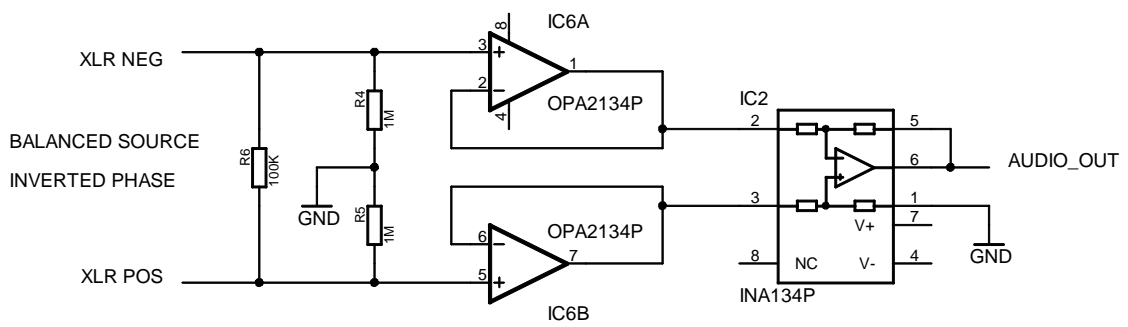 8
IC6A
XLR NEG
3
1
2
R4
1M
4
OPA2134P
IC2
2
5
BALANCED SOURCE
R6
100K
INVERTED PHASE
6
AUDIO_OUT
GND
R5
1M
3
1
OPA2134P
V+
7
6
7
GND
8
NC
V-
4
XLR POS
5
INA134P
IC6B